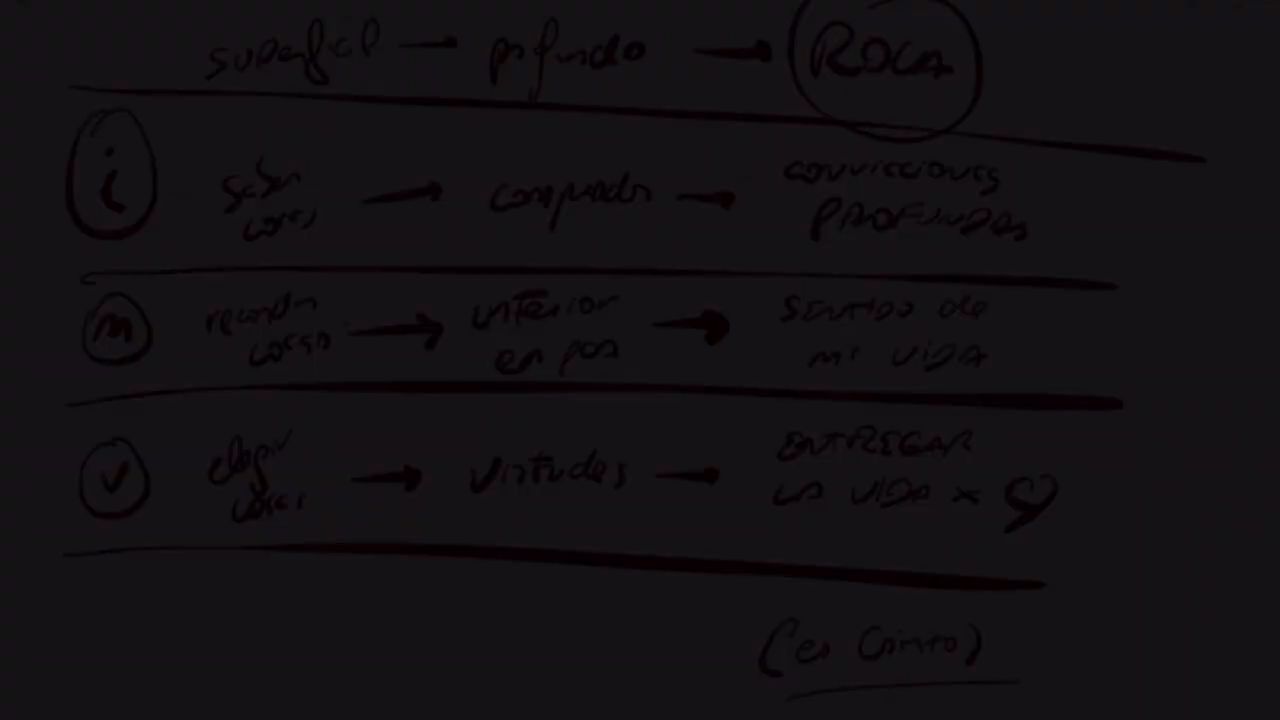 superficial → profundo → ROCA
i saber cosas → comprender → convicciones PROFUNDAS
m recordar cosas → interior en paz → SENTIDO de mi VIDA
v elegir cosas → virtudes → ENTREGAR LA VIDA x
(es Cristo)